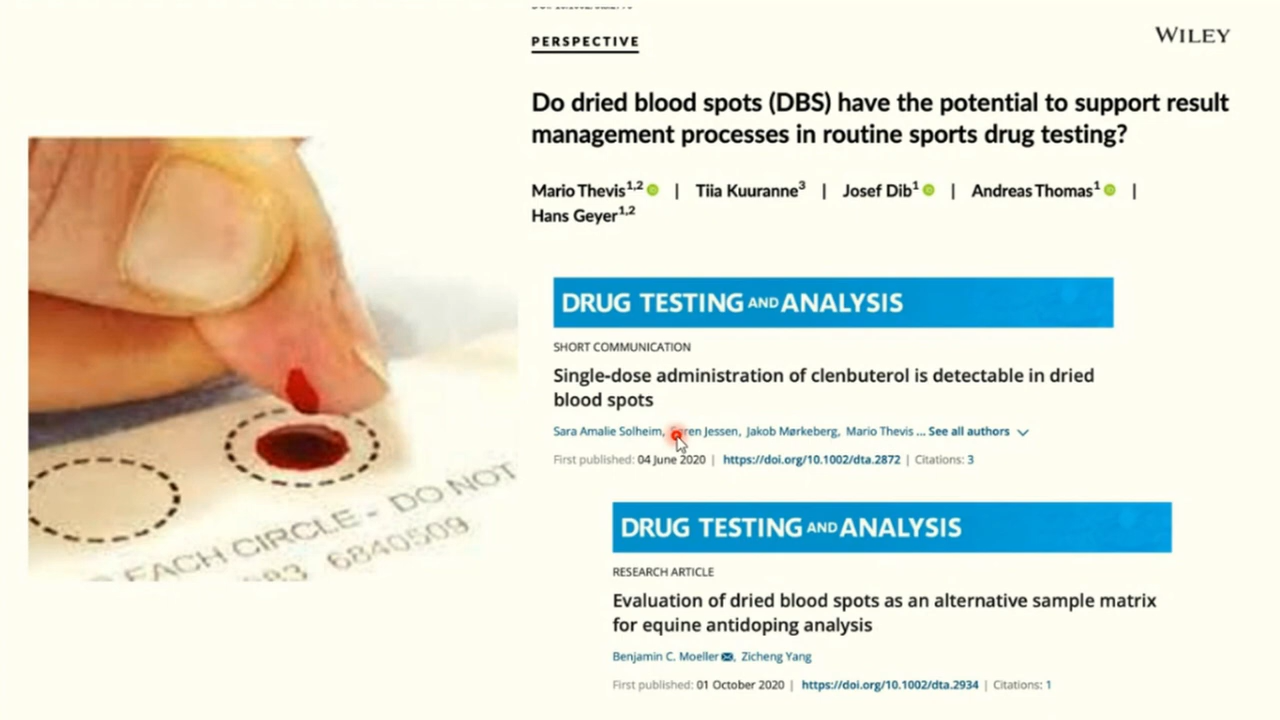 PERSPECTIVE
WILEY
Do dried blood spots (DBS) have the potential to support result
management processes in routine sports drug testing?
Mario Thevis1,2 | Tiia Kuuranne3 | Josef Dib1 | Andreas Thomas1 |
Hans Geyer1,2
DRUG TESTING AND ANALYSIS
SHORT COMMUNICATION
Single-dose administration of clenbuterol is detectable in dried
blood spots
Sara Amalie Solheim, Jessen, Jakob Mørkeberg, Mario Thevis ... See all authors
First published: 04 June 2020 | https://doi.org/10.1002/dta.2872 | Citations: 3
DRUG TESTING AND ANALYSIS
RESEARCH ARTICLE
Evaluation of dried blood spots as an alternative sample matrix
for equine antidoping analysis
Benjamin C. Moeller, Zicheng Yang
First published: 01 October 2020 | https://doi.org/10.1002/dta.2934 | Citations: 1
EACH CIRCLE - DO NOT
6840509